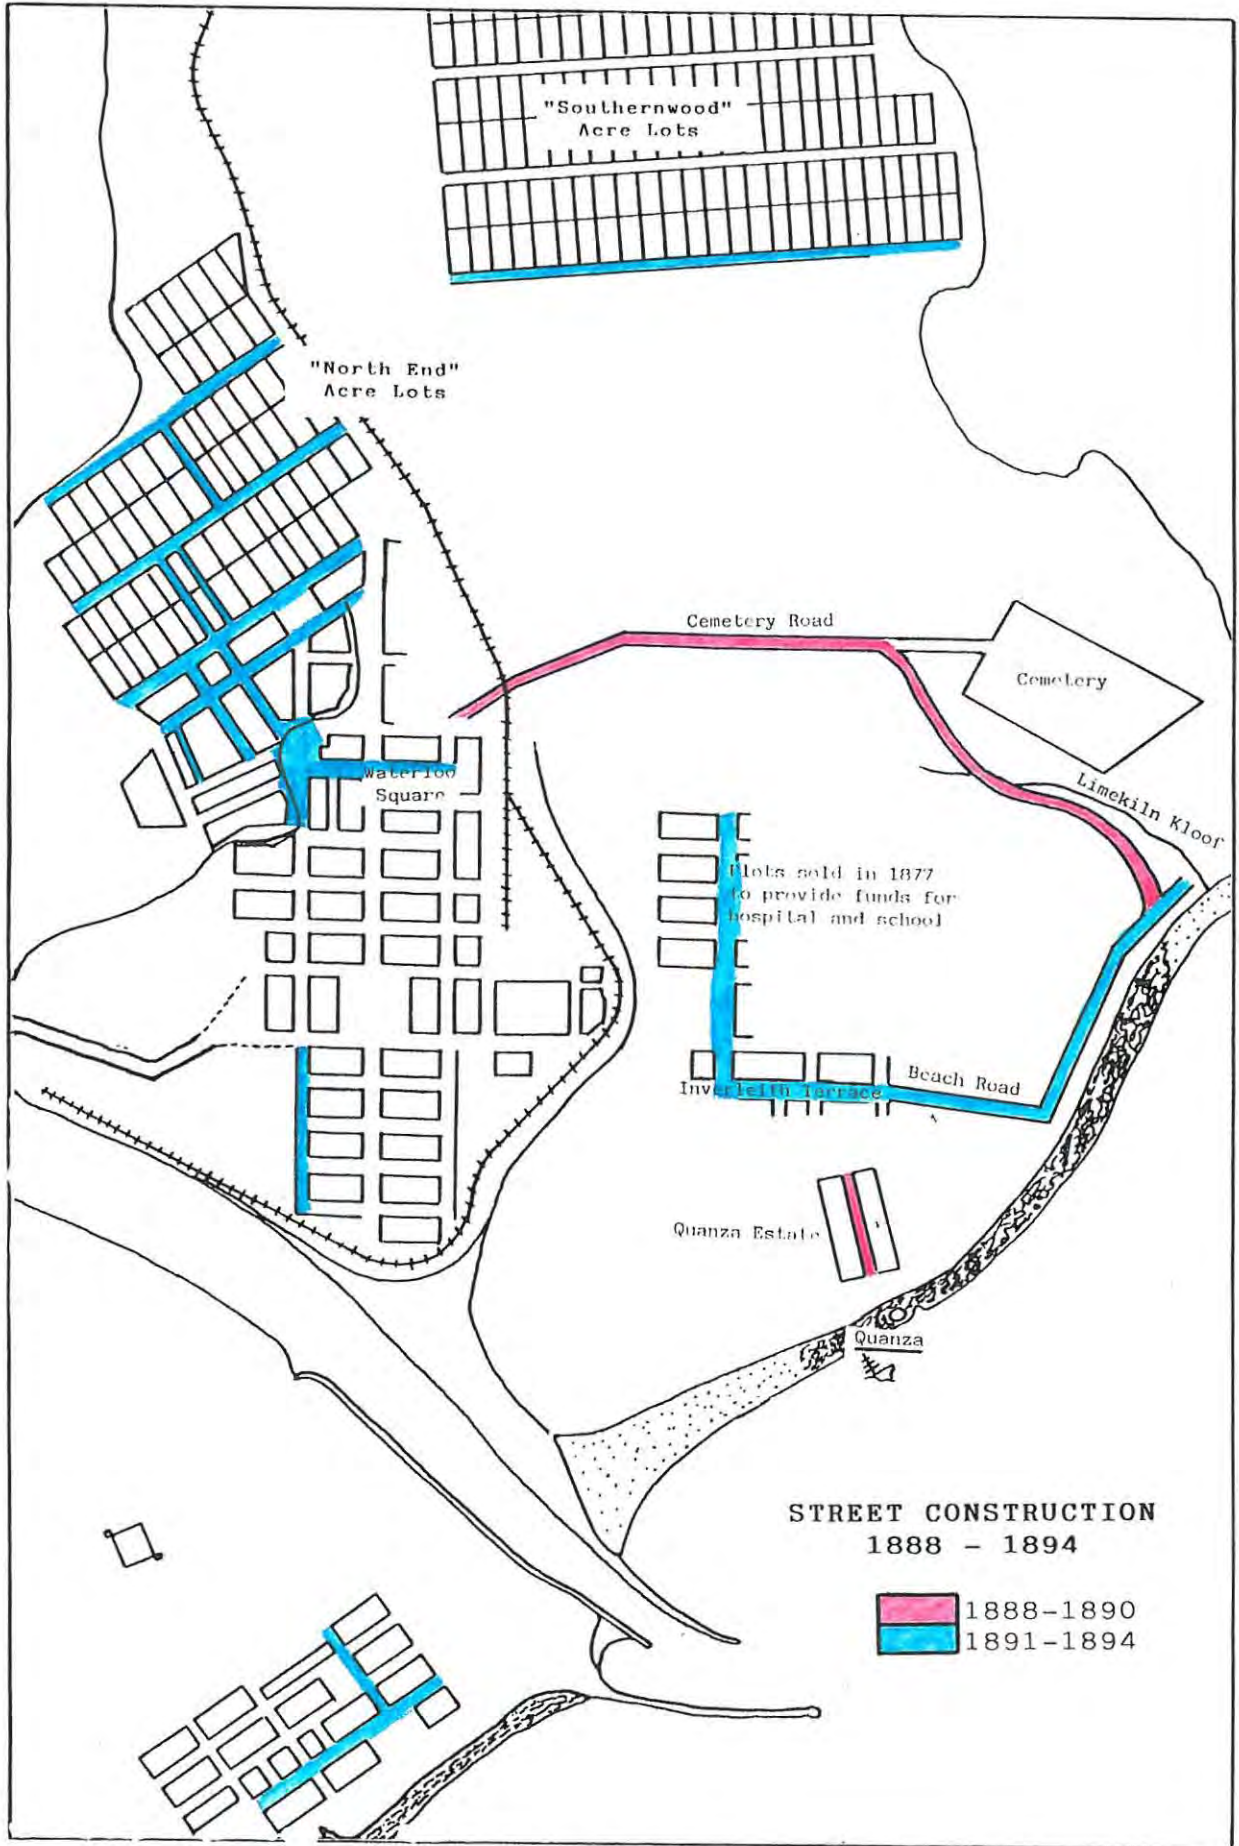 "Southernwood"
Acre Lots
"North End"
Acre Lots
Cemetery Road
Cemetery
Waterloo
Square
Limekiln Kloof
Plots sold in 1877
to provide funds for
hospital and school
Inverleith Terrace
Beach Road
Quanza Estate
Quanza
STREET CONSTRUCTION
1888 - 1894
1888-1890
1891-1894